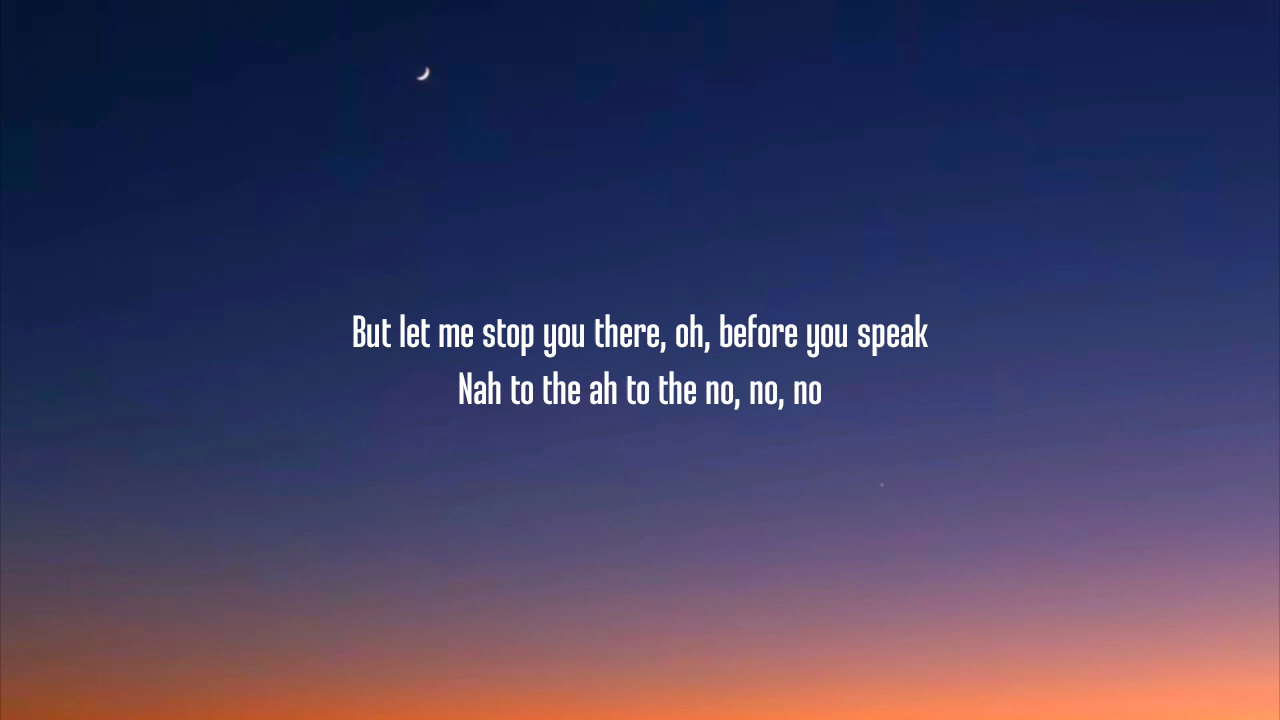 But let me stop you there, oh, before you speak
Nah to the ah to the no, no, no